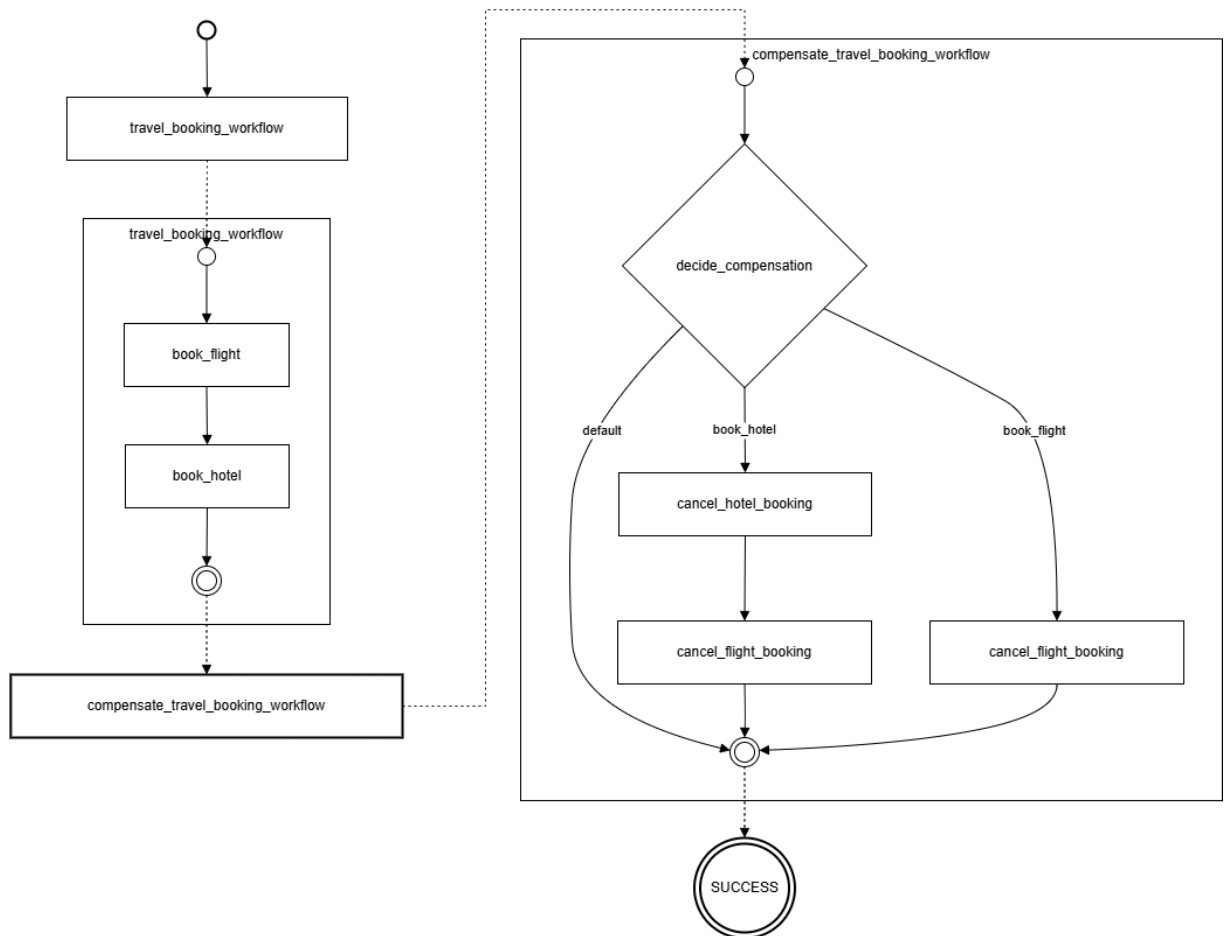 travel_booking_workflow
travel_booking_workflow
book_flight
book_hotel
compensate_travel_booking_workflow
compensate_travel_booking_workflow
decide_compensation
default
book_hotel
book_flight
cancel_hotel_booking
cancel_flight_booking
cancel_flight_booking
SUCCESS